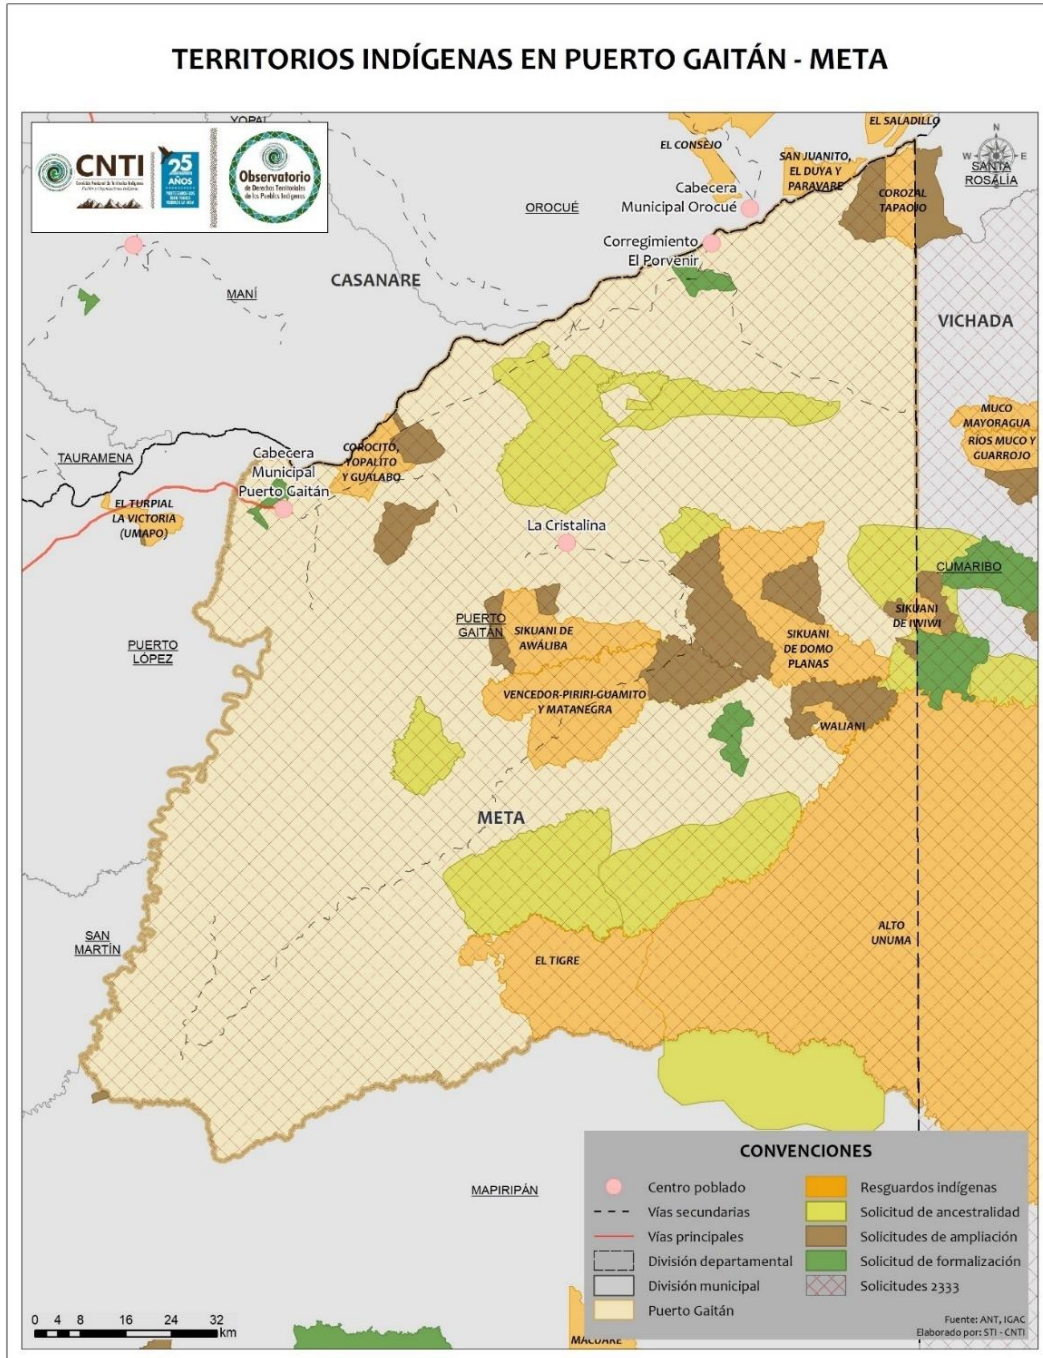 TERRITORIOS INDÍGENAS EN PUERTO GAITÁN - META
YOPAL
CNTI
25
AÑOS
Observatorio
de Derechos Territoriales
de los Pueblos Indígenas
EL SALADILLO
EL CONSEJO
SAN JUANITO,
EL DUYA Y
PARAVARE
N
W
E
S
SANTA
ROSALÍA
Cabecera
Municipal Orocué
COROZAL
TAPAOJO
OROCUÉ
Corregimiento
El Porvenir
CASANARE
MANÍ
VICHADA
MUCO
MAYORAGUA
RÍOS MUCO Y
GUARROJO
TAURAMENA
Cabecera
Municipal
Puerto Gaitán
COROCITO,
YOPALITO
Y GUALABO
EL TURPIAL
LA VICTORIA
(UMAPO)
La Cristalina
CUMARIBO
PUERTO
GAITÁN
SIKUANI DE
AWÁLIBA
SIKUANI
DE DOMO
PLANAS
SIKUANI
DE IWIWI
PUERTO
LÓPEZ
VENCEDOR-PIRIRI-GUAMITO
Y MATANEGRA
WALIANI
META
SAN
MARTÍN
ALTO
UNUMA
EL TIGRE
MAPIRIPÁN
CONVENCIONES
Centro poblado
Vías secundarias
Vías principales
División departamental
División municipal
Puerto Gaitán
Resguardos indígenas
Solicitud de ancestralidad
Solicitudes de ampliación
Solicitud de formalización
Solicitudes 2333
Fuente: ANT, IGAC
Elaborado por: STI - CNTI
0 4 8 16 24 32
km
MACUARE